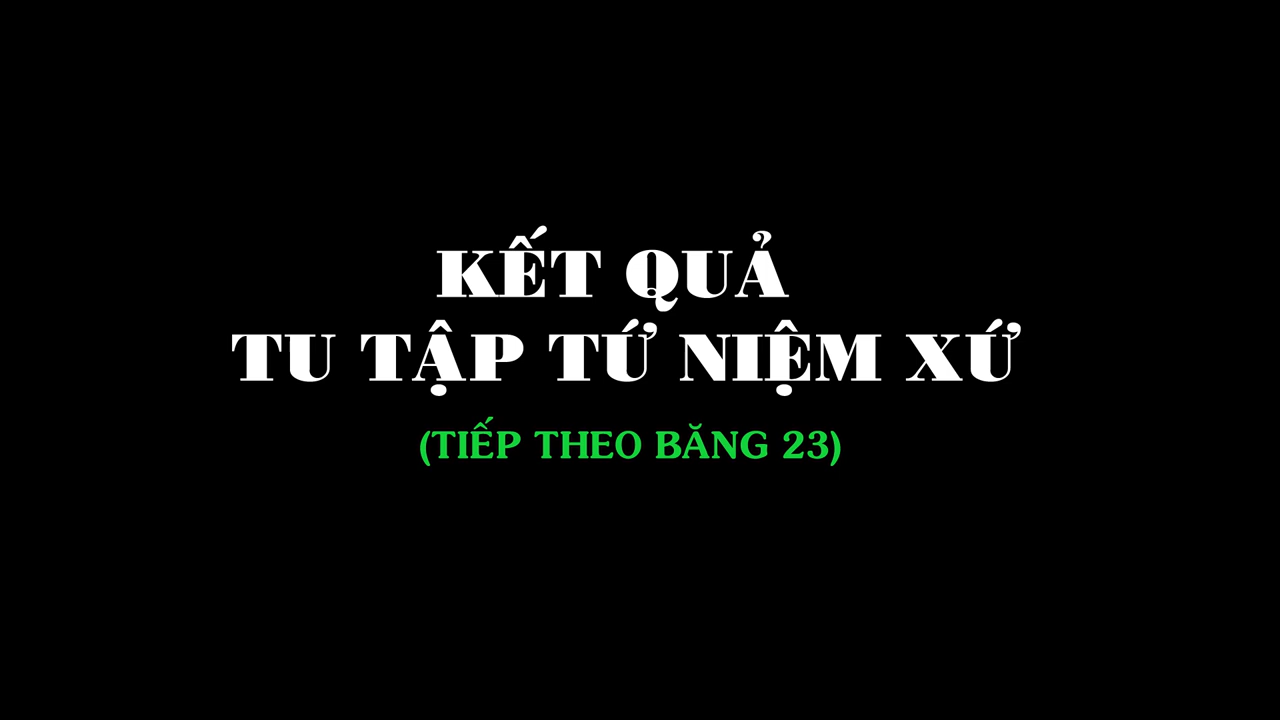 KẾT QUẢ
TU TẬP TỨ NIỆM XỨ
(TIẾP THEO BĂNG 23)